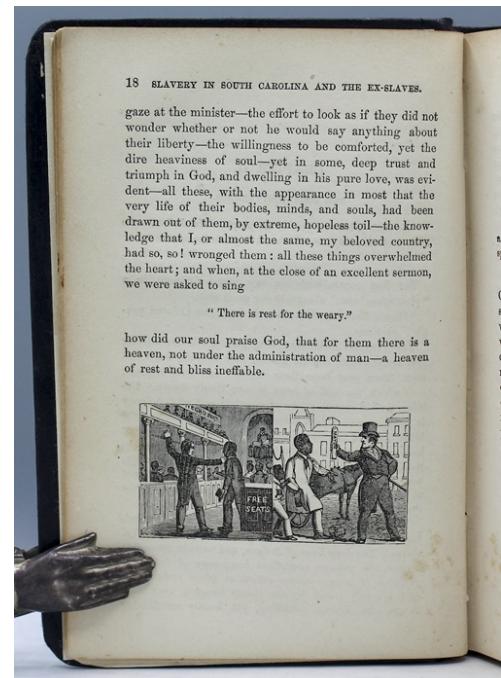 18 SLAVERY IN SOUTH CAROLINA AND THE EX-SLAVES.
gaze at the minister—the effort to look as if they did not
wonder whether or not he would say anything about
their liberty—the willingness to be comforted, yet the
dire heaviness of soul—yet in some, deep trust and
triumph in God, and dwelling in his pure love, was evi-
dent—all these, with the appearance in most that the
very life of their bodies, minds, and souls, had been
drawn out of them, by extreme, hopeless toil—the know-
ledge that I, or almost the same, my beloved country,
had so, so! wronged them: all these things overwhelmed
the heart; and when, at the close of an excellent sermon,
we were asked to sing
“ There is rest for the weary.”
how did our soul praise God, that for them there is a
heaven, not under the administration of man—a heaven
of rest and bliss ineffable.
FREE
SEATS